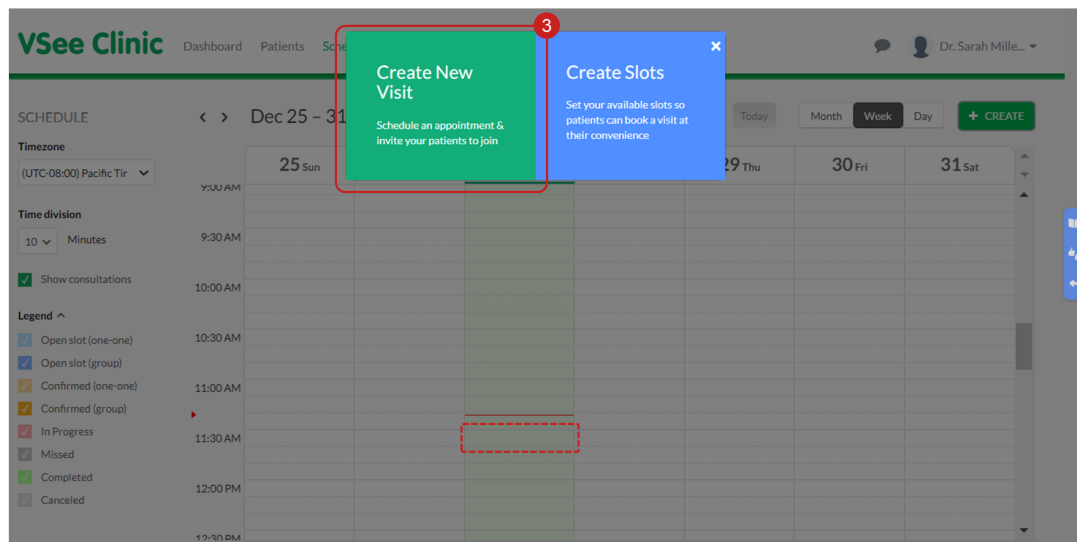 3
VSee Clinic Dashboard Patients Sche Dr. Sarah Mille...
Create New
Visit
Schedule an appointment &
invite your patients to join
×
Create Slots
Set your available slots so
patients can book a visit at
their convenience
SCHEDULE
< > Dec 25 – 31 Today Month Week Day + CREATE
Timezone
(UTC-08:00) Pacific Tir
25 Sun 29 Thu 30 Fri 31 Sat
9:00 AM
Time division
10 Minutes
9:30 AM
Show consultations
10:00 AM
Legend
Open slot (one-one)
10:30 AM
Open slot (group)
Confirmed (one-one)
11:00 AM
Confirmed (group)
In Progress
11:30 AM
Missed
Completed
12:00 PM
Canceled
12:30 PM